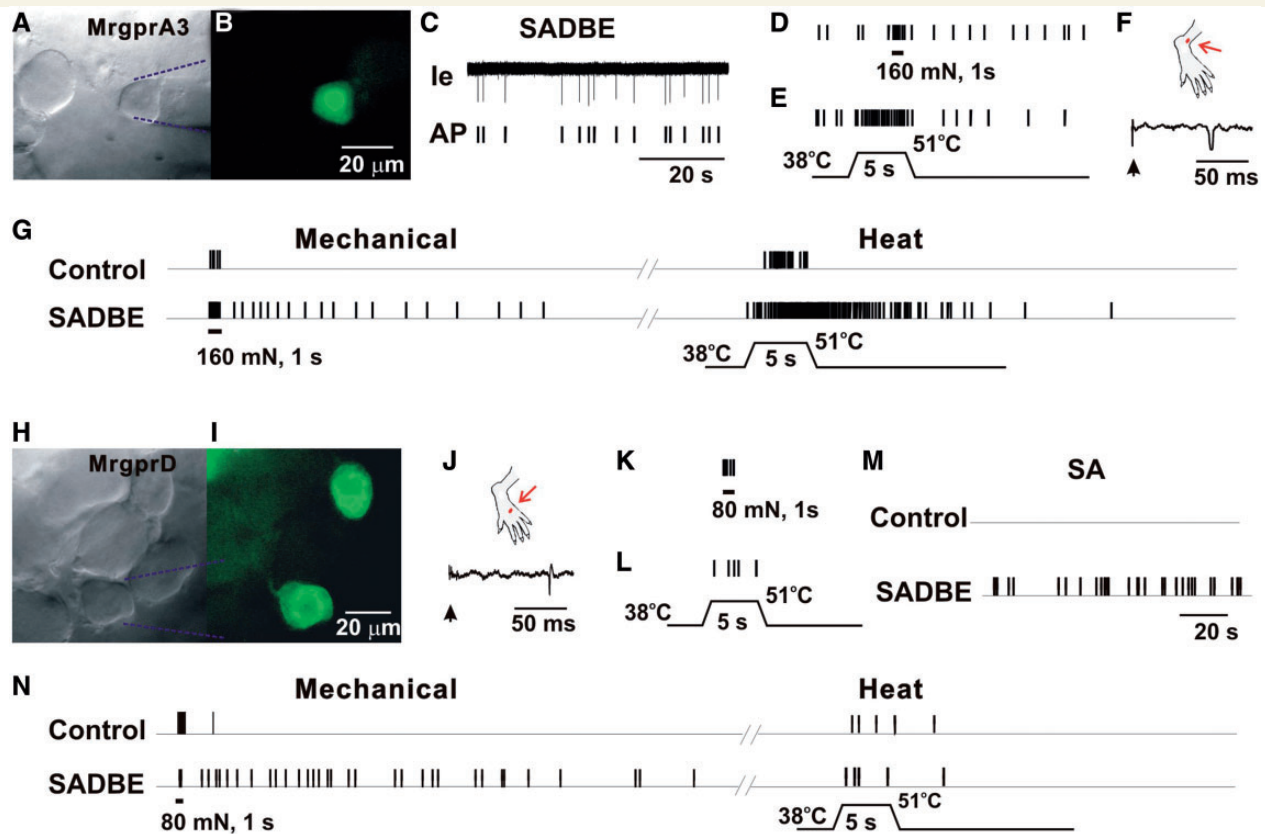 A MrgprA3
B
20 μm
C SADBE
Ie
AP
20 s
D
160 mN, 1s
E
38°C 5 s 51°C
F
50 ms
G
Mechanical Heat
Control
SADBE
160 mN, 1 s
38°C 5 s 51°C
H MrgprD
I
20 μm
J
50 ms
K
80 mN, 1s
L
38°C 5 s 51°C
M SA
Control
SADBE
20 s
N
Mechanical Heat
Control
SADBE
80 mN, 1 s
38°C 5 s 51°C